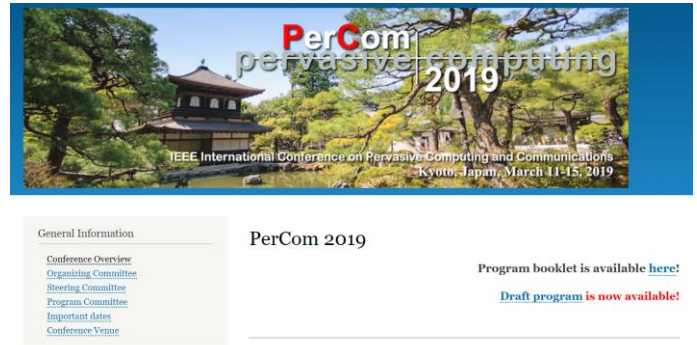 PerCom
pervasive computing
2019
IEEE International Conference on Pervasive Computing and Communications
Kyoto, Japan, March 11-15, 2019
General Information
Conference Overview
Organizing Committee
Steering Committee
Program Committee
Important dates
Conference Venue
PerCom 2019
Program booklet is available here!
Draft program is now available!